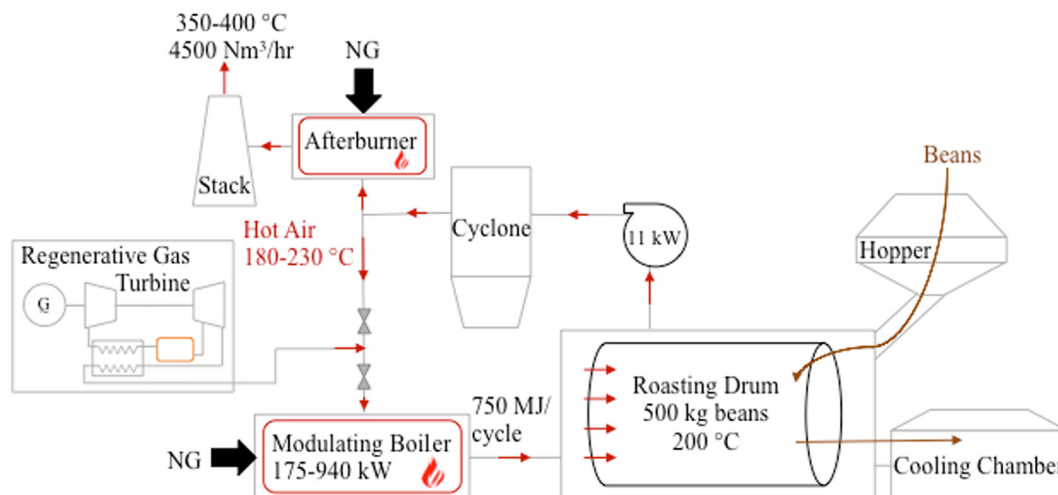 350-400 °C
4500 Nm³/hr
NG
Afterburner
Stack
Beans
Hot Air
180-230 °C
Cyclone
11 kW
Hopper
Regenerative Gas
Turbine
G
Roasting Drum
500 kg beans
200 °C
750 MJ/
cycle
NG
Modulating Boiler
175-940 kW
Cooling Chamber